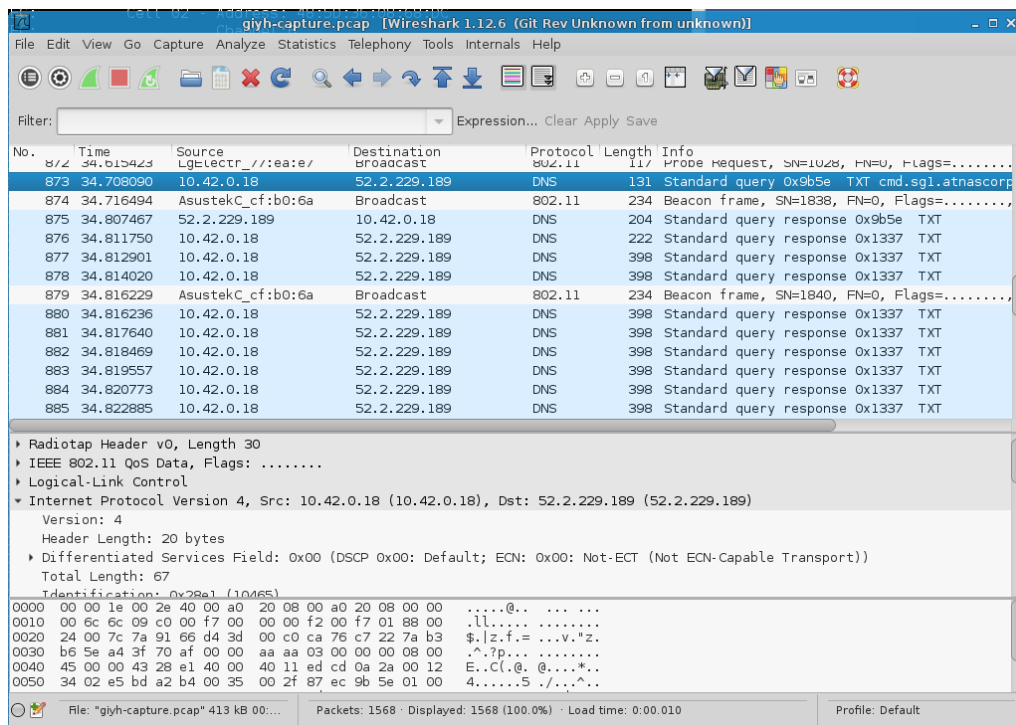 giyh-capture.pcap [Wireshark 1.12.6 (Git Rev Unknown from unknown)]
File Edit View Go Capture Analyze Statistics Telephony Tools Internals Help
Filter: Expression... Clear Apply Save
No. Time Source Destination Protocol Length Info
872 34.615423 LgElectr_77:ea:e7 Broadcast 802.11 117 Probe Request, SN=1028, FN=0, Flags=........
873 34.708090 10.42.0.18 52.2.229.189 DNS 131 Standard query 0x9b5e TXT cmd.sg1.atnascorp
874 34.716494 AsustekC_cf:b0:6a Broadcast 802.11 234 Beacon frame, SN=1838, FN=0, Flags=........,
875 34.807467 52.2.229.189 10.42.0.18 DNS 204 Standard query response 0x9b5e TXT
876 34.811750 10.42.0.18 52.2.229.189 DNS 222 Standard query response 0x1337 TXT
877 34.812901 10.42.0.18 52.2.229.189 DNS 398 Standard query response 0x1337 TXT
878 34.814020 10.42.0.18 52.2.229.189 DNS 398 Standard query response 0x1337 TXT
879 34.816229 AsustekC_cf:b0:6a Broadcast 802.11 234 Beacon frame, SN=1840, FN=0, Flags=........,
880 34.816236 10.42.0.18 52.2.229.189 DNS 398 Standard query response 0x1337 TXT
881 34.817640 10.42.0.18 52.2.229.189 DNS 398 Standard query response 0x1337 TXT
882 34.818469 10.42.0.18 52.2.229.189 DNS 398 Standard query response 0x1337 TXT
883 34.819557 10.42.0.18 52.2.229.189 DNS 398 Standard query response 0x1337 TXT
884 34.820773 10.42.0.18 52.2.229.189 DNS 398 Standard query response 0x1337 TXT
885 34.822885 10.42.0.18 52.2.229.189 DNS 398 Standard query response 0x1337 TXT
Radiotap Header v0, Length 30
IEEE 802.11 QoS Data, Flags: ........
Logical-Link Control
Internet Protocol Version 4, Src: 10.42.0.18 (10.42.0.18), Dst: 52.2.229.189 (52.2.229.189)
Version: 4
Header Length: 20 bytes
Differentiated Services Field: 0x00 (DSCP 0x00: Default; ECN: 0x00: Not-ECT (Not ECN-Capable Transport))
Total Length: 67
Identification: 0x28e1 (10465)
0000 00 00 1e 00 2e 40 00 a0 20 08 00 a0 20 08 00 00 .....@.. ... ...
0010 00 6c 6c 09 c0 00 f7 00 00 00 f2 00 f7 01 88 00 .ll..... ........
0020 24 00 7c 7a 91 66 d4 3d 00 c0 ca 76 c7 22 7a b3 $.|z.f.= ...v."z.
0030 b6 5e a4 3f 70 af 00 00 aa aa 03 00 00 00 08 00 .^.?p... ........
0040 45 00 00 43 28 e1 40 00 40 11 ed cd 0a 2a 00 12 E..C(.@. @....*..
0050 34 02 e5 bd a2 b4 00 35 00 2f 87 ec 9b 5e 01 00 4......5 ./...^..
File: "giyh-capture.pcap" 413 kB 00:... Packets: 1568 · Displayed: 1568 (100.0%) · Load time: 0:00.010 Profile: Default